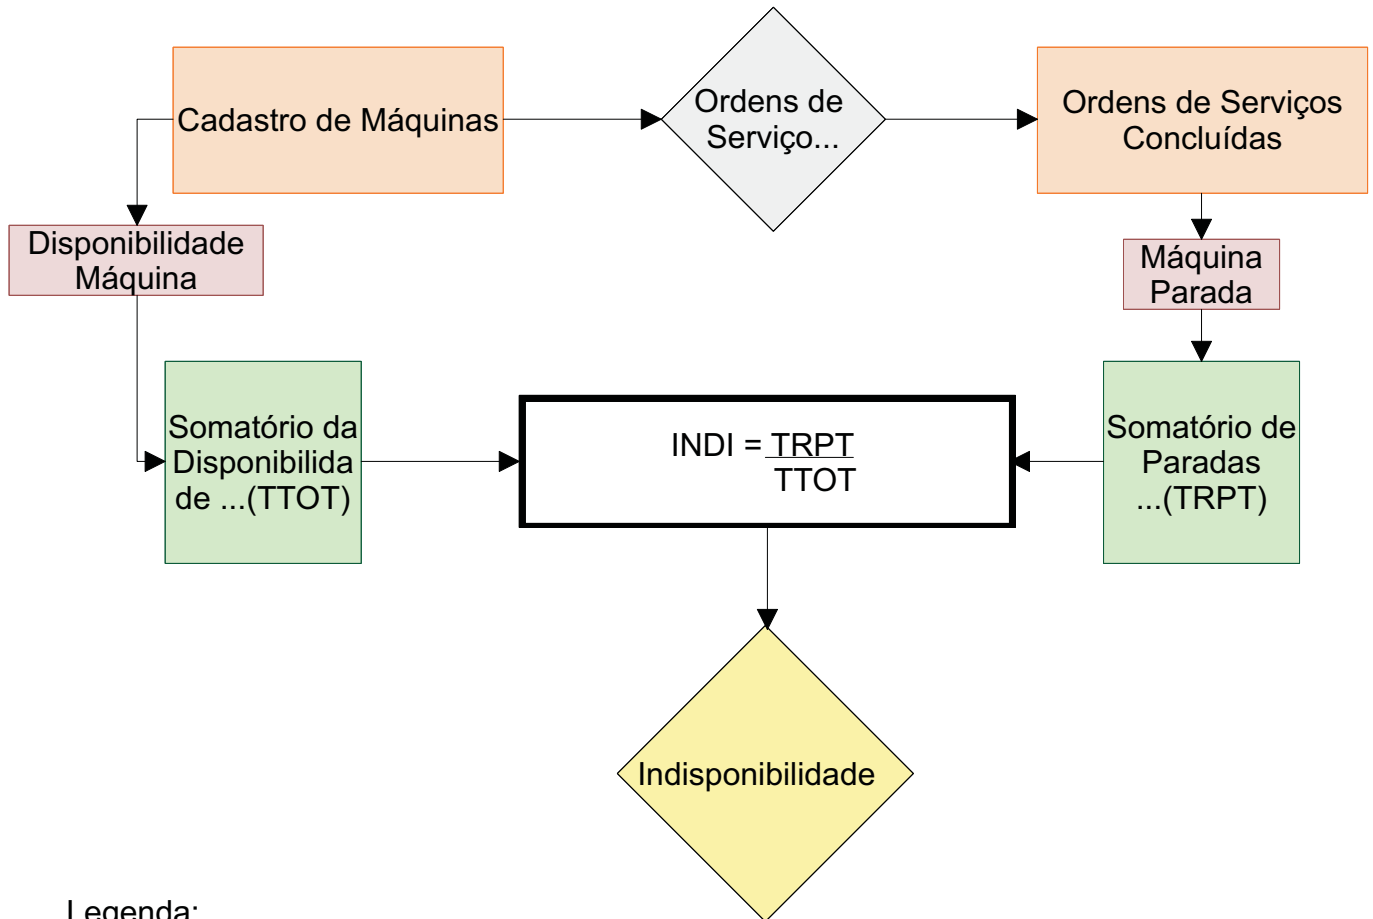 Cadastro de Máquinas
Ordens de
Serviço...
Ordens de Serviços
Concluídas
Disponibilidade
Máquina
Máquina
Parada
Somatório da
Disponibilida
de ...(TTOT)
INDI = TRPT
TTOT
Somatório de
Paradas
...(TRPT)
Indisponibilidade
Legenda: